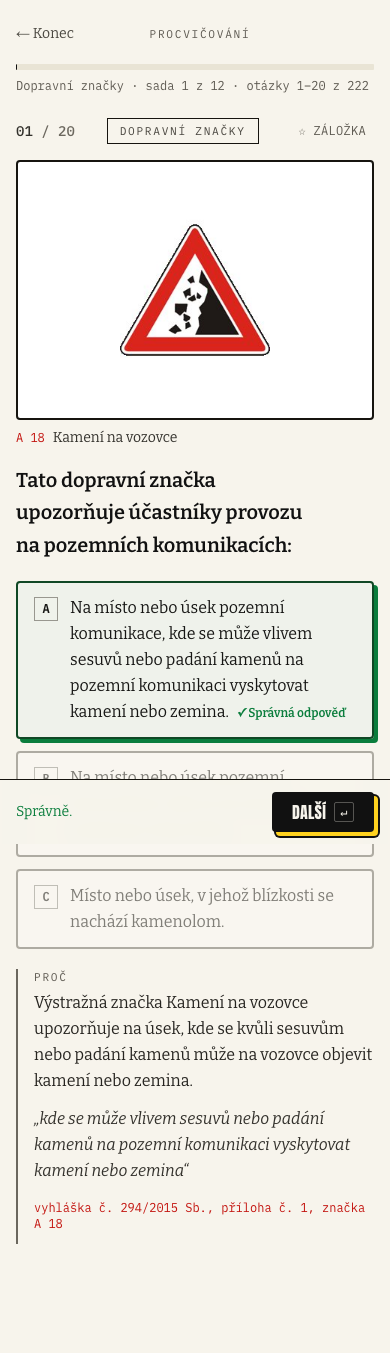 ← Konec
PROCVIČOVÁNÍ
Dopravní značky · sada 1 z 12 · otázky 1–20 z 222
01 / 20
DOPRAVNÍ ZNAČKY
☆ ZÁLOŽKA
A 18 Kamení na vozovce
Tato dopravní značka
upozorňuje účastníky provozu
na pozemních komunikacích:
A
Na místo nebo úsek pozemní
komunikace, kde se může vlivem
sesuvů nebo padání kamenů na
pozemní komunikaci vyskytovat
kamení nebo zemina. ✓Správná odpověď
B
Na místo nebo úsek pozemní
Správně.
DALŠÍ ↵
C
Místo nebo úsek, v jehož blízkosti se
nachází kamenolom.
PROČ
Výstražná značka Kamení na vozovce
upozorňuje na úsek, kde se kvůli sesuvům
nebo padání kamenů může na vozovce objevit
kamení nebo zemina.
„kde se může vlivem sesuvů nebo padání
kamenů na pozemní komunikaci vyskytovat
kamení nebo zemina“
vyhláška č. 294/2015 Sb., příloha č. 1, značka
A 18